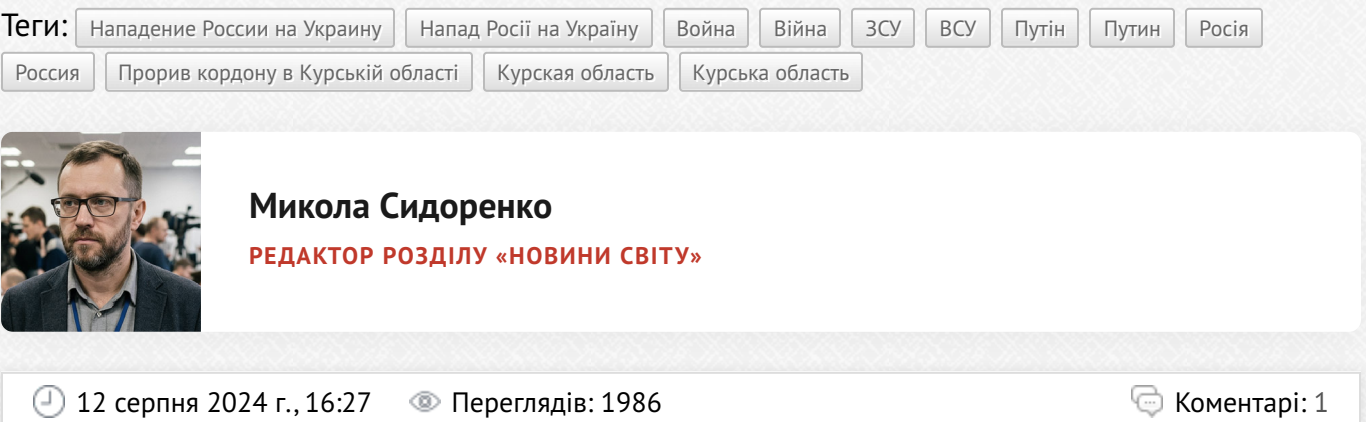 Теги: Нападение России на Украину Напад Росії на Україну Война Війна ЗСУ ВСУ Путін Путин Росія
Россия Прорив кордону в Курській області Курская область Курська область
Микола Сидоренко
РЕДАКТОР РОЗДІЛУ «НОВИНИ СВІТУ»
12 серпня 2024 г., 16:27 Переглядів: 1986 Коментарі: 1